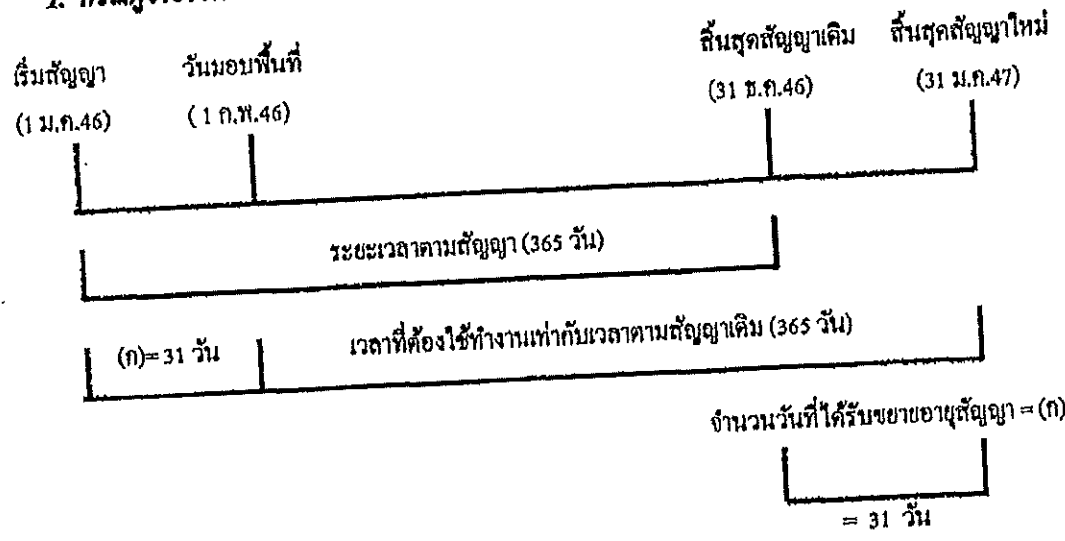 สิ้นสุดสัญญาเดิม สิ้นสุดสัญญาใหม่
เริ่มสัญญา วันมอบพื้นที่
(31 ธ.ค.46) (31 ม.ค.47)
(1 ม.ค.46) ( 1 ก.พ.46)
ระยะเวลาตามสัญญา (365 วัน)
(ก)= 31 วัน เวลาที่ต้องใช้ทำงานเท่ากับเวลาตามสัญญาเดิม (365 วัน)
จำนวนวันที่ได้รับขยายอายุสัญญา = (ก)
= 31 วัน